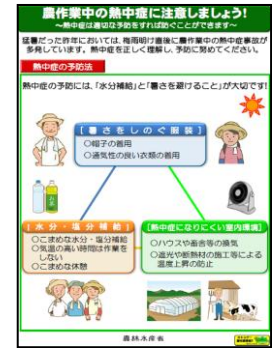 農作業中の熱中症に注意しましょう!
～熱中症は適切な予防をすれば防ぐことができます～
猛暑だった昨年においては、梅雨明け直後に農作業中の熱中症事故が
多発しています。熱中症を正しく理解し、予防に努めてください。
熱中症の予防法
熱中症の予防には、「水分補給」と「暑さを避けること」が大切です!
【暑さをしのぐ服装】
○帽子の着用
○通気性の良い衣類の着用
お茶
【水分・塩分補給】
○こまめな水分・塩分補給
○気温の高い時間は作業を
しない
○こまめな休憩
【熱中症になりにくい室内環境】
○ハウスや畜舎等の換気
○遮光や断熱材の施工等による
温度上昇の防止
農林水産省